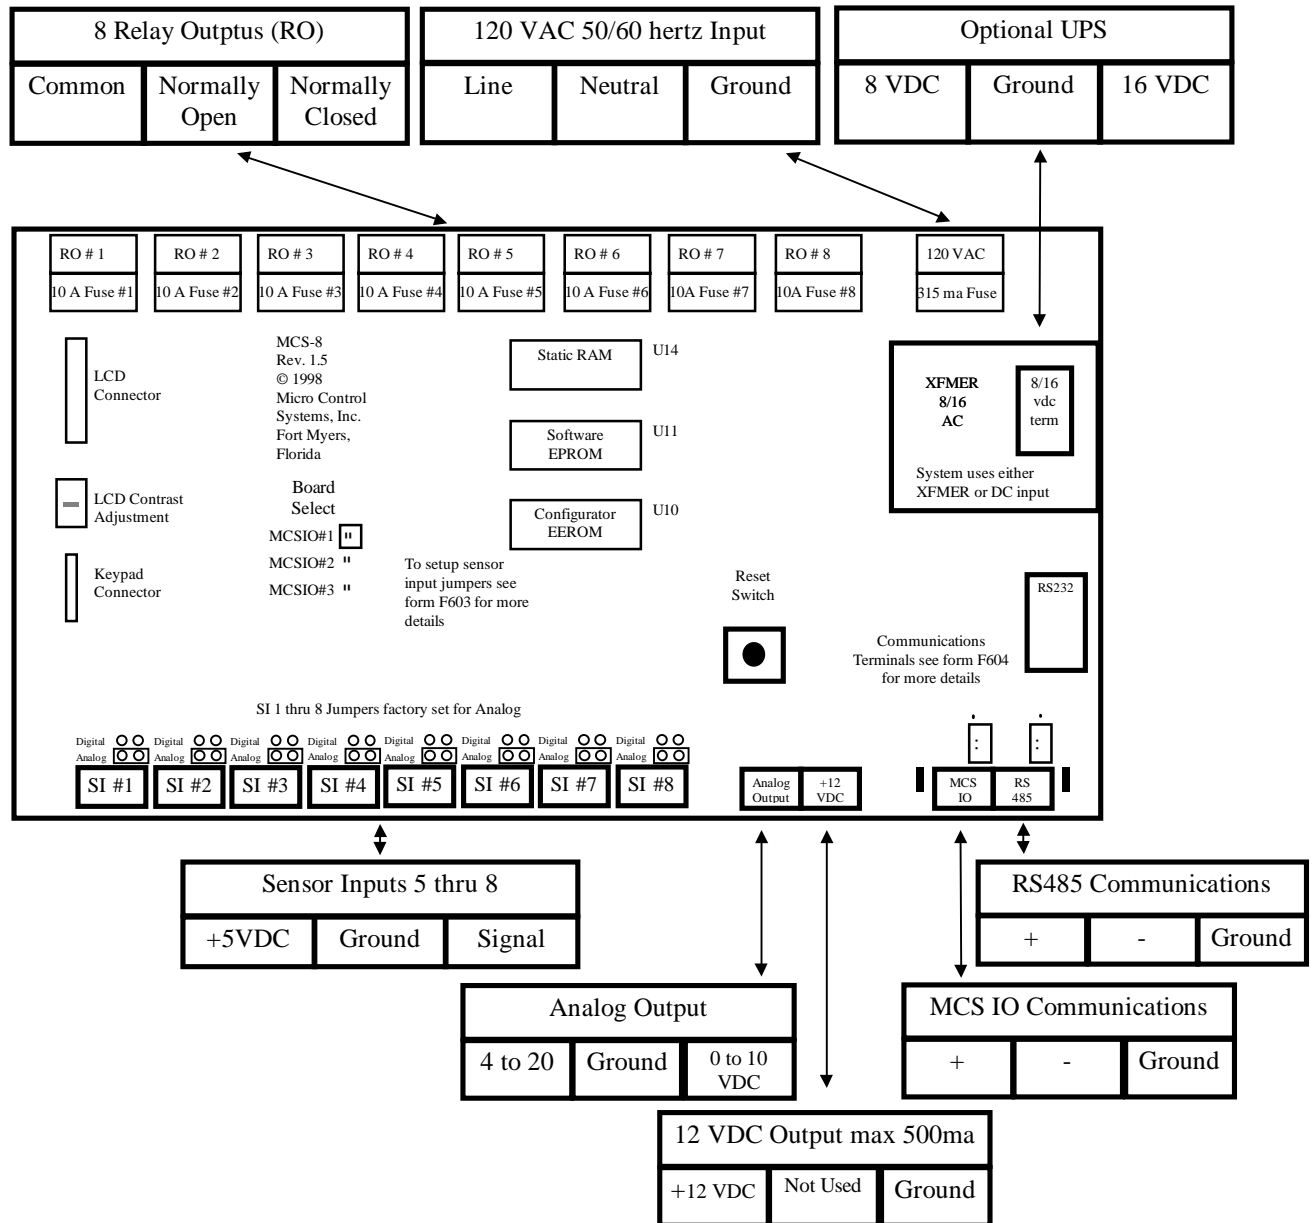 8 Relay Outptus (RO)
Common
Normally
Open
Normally
Closed
120 VAC 50/60 hertz Input
Line
Neutral
Ground
Optional UPS
8 VDC
Ground
16 VDC
RO # 1
RO # 2
RO # 3
RO # 4
RO # 5
RO # 6
RO # 7
RO # 8
120 VAC
10 A Fuse #1
10 A Fuse #2
10 A Fuse #3
10 A Fuse #4
10 A Fuse #5
10 A Fuse #6
10A Fuse #7
10A Fuse #8
315 ma Fuse
LCD
Connector
MCS-8
Rev. 1.5
© 1998
Micro Control
Systems, Inc.
Fort Myers,
Florida
Static RAM
U14
Software
EPROM
U11
Configurator
EEROM
U10
XFMER
8/16
AC
8/16
vdc
term
System uses either
XFMER or DC input
LCD Contrast
Adjustment
Board
Select
MCSIO#1
MCSIO#2
MCSIO#3
Keypad
Connector
To setup sensor
input jumpers see
form F603 for more
details
Reset
Switch
RS232
Communications
Terminals see form F604
for more details
SI 1 thru 8 Jumpers factory set for Analog
Digital
Analog
Digital
Analog
Digital
Analog
Digital
Analog
Digital
Analog
Digital
Analog
Digital
Analog
Digital
Analog
SI #1
SI #2
SI #3
SI #4
SI #5
SI #6
SI #7
SI #8
Analog
Output
+12
VDC
MCS
IO
RS
485
Sensor Inputs 5 thru 8
+5VDC
Ground
Signal
RS485 Communications
+
-
Ground
Analog Output
4 to 20
Ground
0 to 10
VDC
MCS IO Communications
+
-
Ground
12 VDC Output max 500ma
+12 VDC
Not Used
Ground